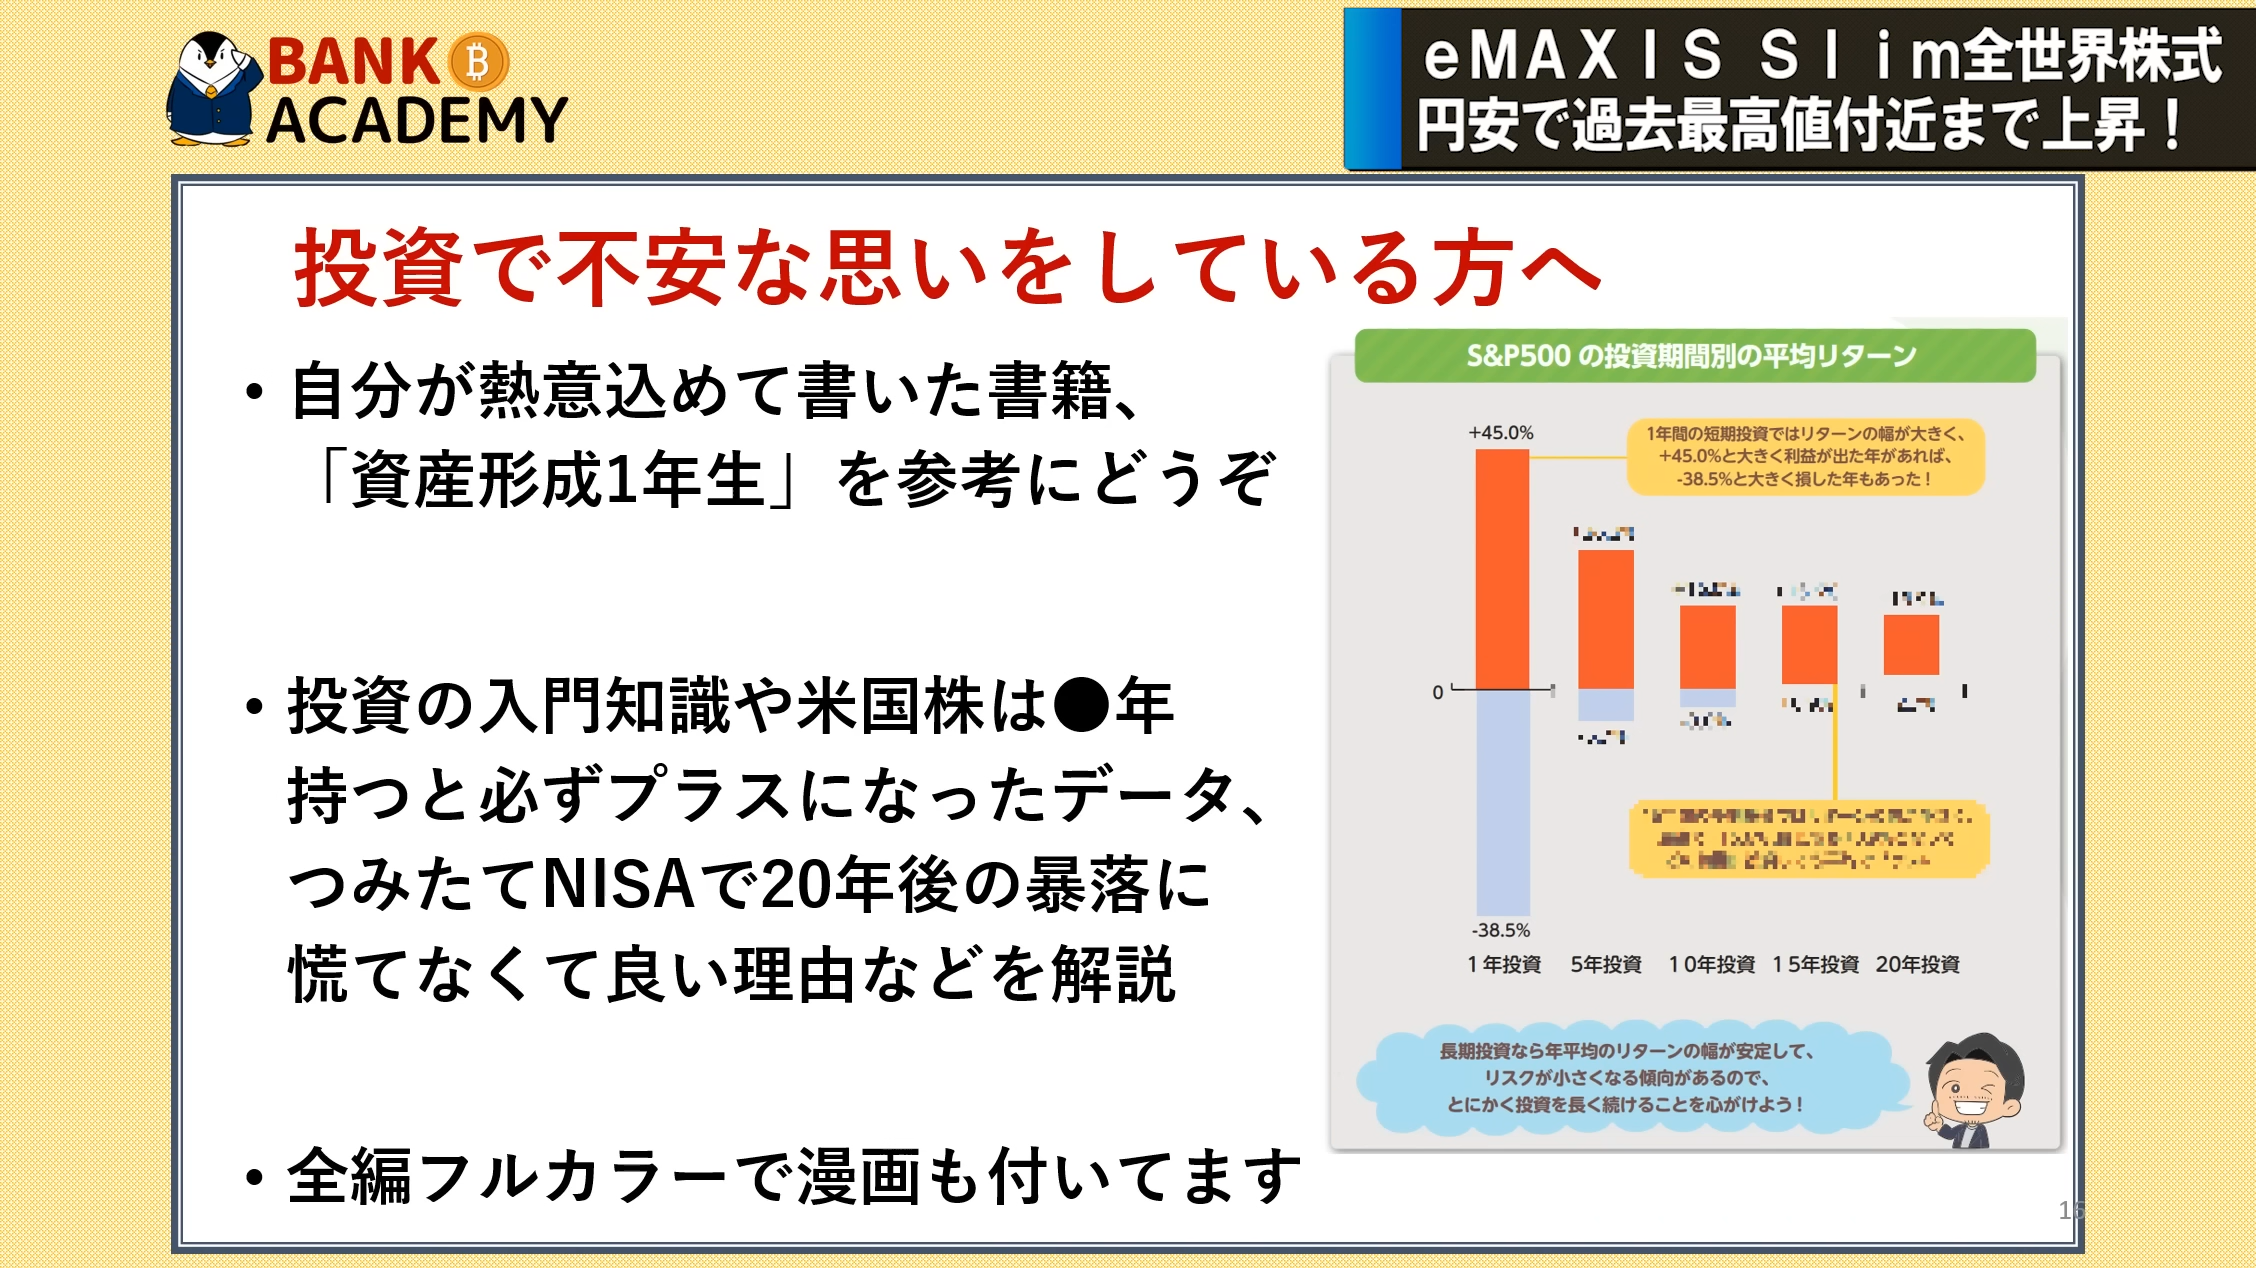 BANK
ACADEMY
eMAXIS Slim全世界株式
円安で過去最高値付近まで上昇！
投資で不安な思いをしている方へ
• 自分が熱意込めて書いた書籍、
「資産形成1年生」を参考にどうぞ
• 投資の入門知識や米国株は●年
持つと必ずプラスになったデータ、
つみたてNISAで20年後の暴落に
慌てなくて良い理由などを解説
• 全編フルカラーで漫画も付いてます
S&P500 の投資期間別の平均リターン
+45.0%
1年間の短期投資ではリターンの幅が大きく、
+45.0%と大きく利益が出た年があれば、
-38.5%と大きく損した年もあった！
0
-38.5%
1年投資 5年投資 10年投資 15年投資 20年投資
長期投資なら年平均のリターンの幅が安定して、
リスクが小さくなる傾向があるので、
とにかく投資を長く続けることを心がけよう！
16